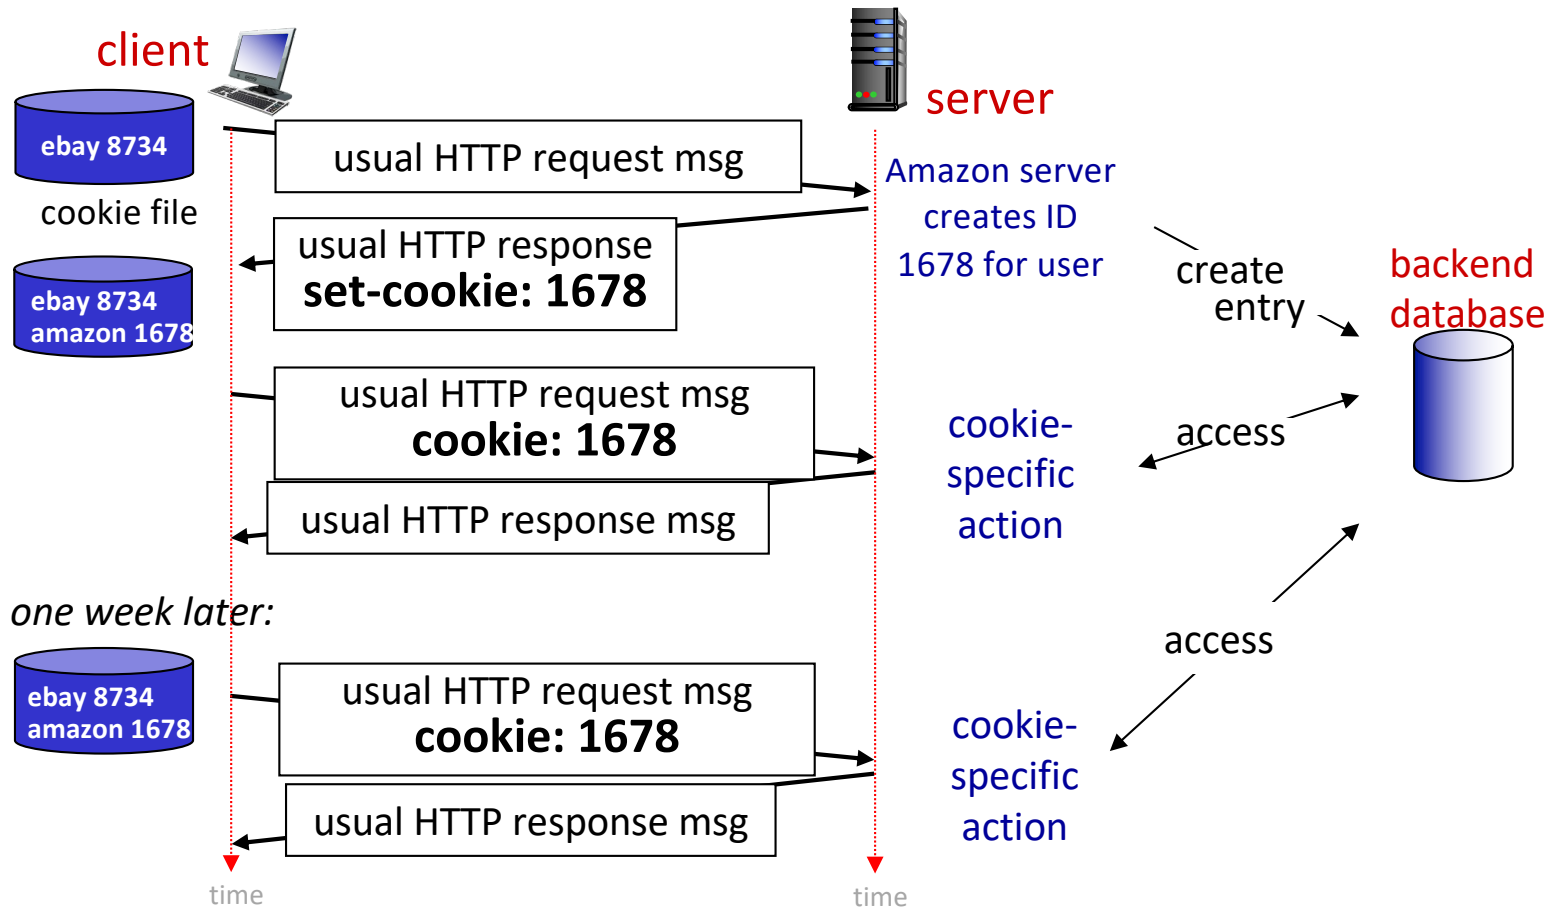 client
server
ebay 8734
cookie file
usual HTTP request msg
Amazon server
creates ID
1678 for user
usual HTTP response
set-cookie: 1678
ebay 8734
amazon 1678
create
entry
backend
database
usual HTTP request msg
cookie: 1678
cookie-
specific
action
access
usual HTTP response msg
one week later:
access
ebay 8734
amazon 1678
usual HTTP request msg
cookie: 1678
cookie-
specific
action
usual HTTP response msg
time
time